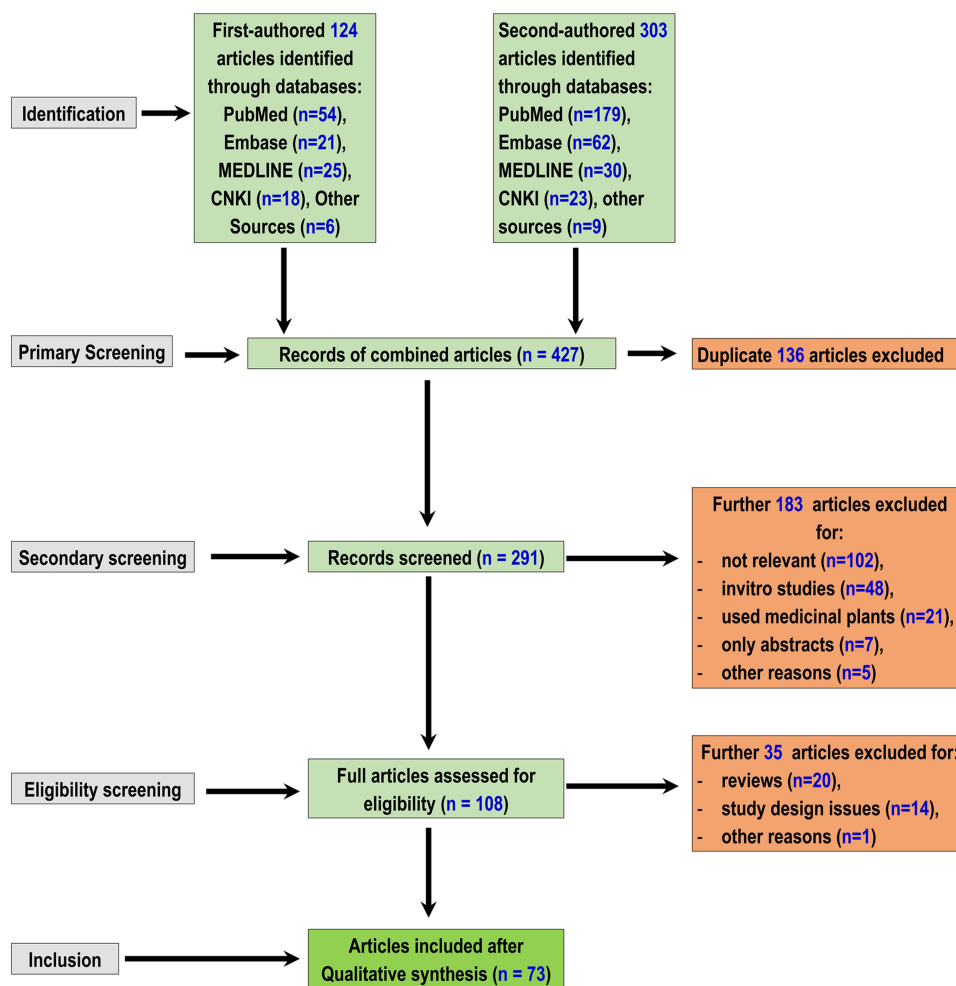 First-authored 124
articles identified
through databases:
PubMed (n=54),
Embase (n=21),
MEDLINE (n=25),
CNKI (n=18), Other
Sources (n=6)
Second-authored 303
articles identified
through databases:
PubMed (n=179),
Embase (n=62),
MEDLINE (n=30),
CNKI (n=23), other
sources (n=9)
Identification
Primary Screening
Records of combined articles (n = 427)
Duplicate 136 articles excluded
Secondary screening
Records screened (n = 291)
Further 183 articles excluded
for:
- not relevant (n=102),
- invitro studies (n=48),
- used medicinal plants (n=21),
- only abstracts (n=7),
- other reasons (n=5)
Eligibility screening
Full articles assessed for
eligibility (n = 108)
Further 35 articles excluded for:
- reviews (n=20),
- study design issues (n=14),
- other reasons (n=1)
Inclusion
Articles included after
Qualitative synthesis (n = 73)